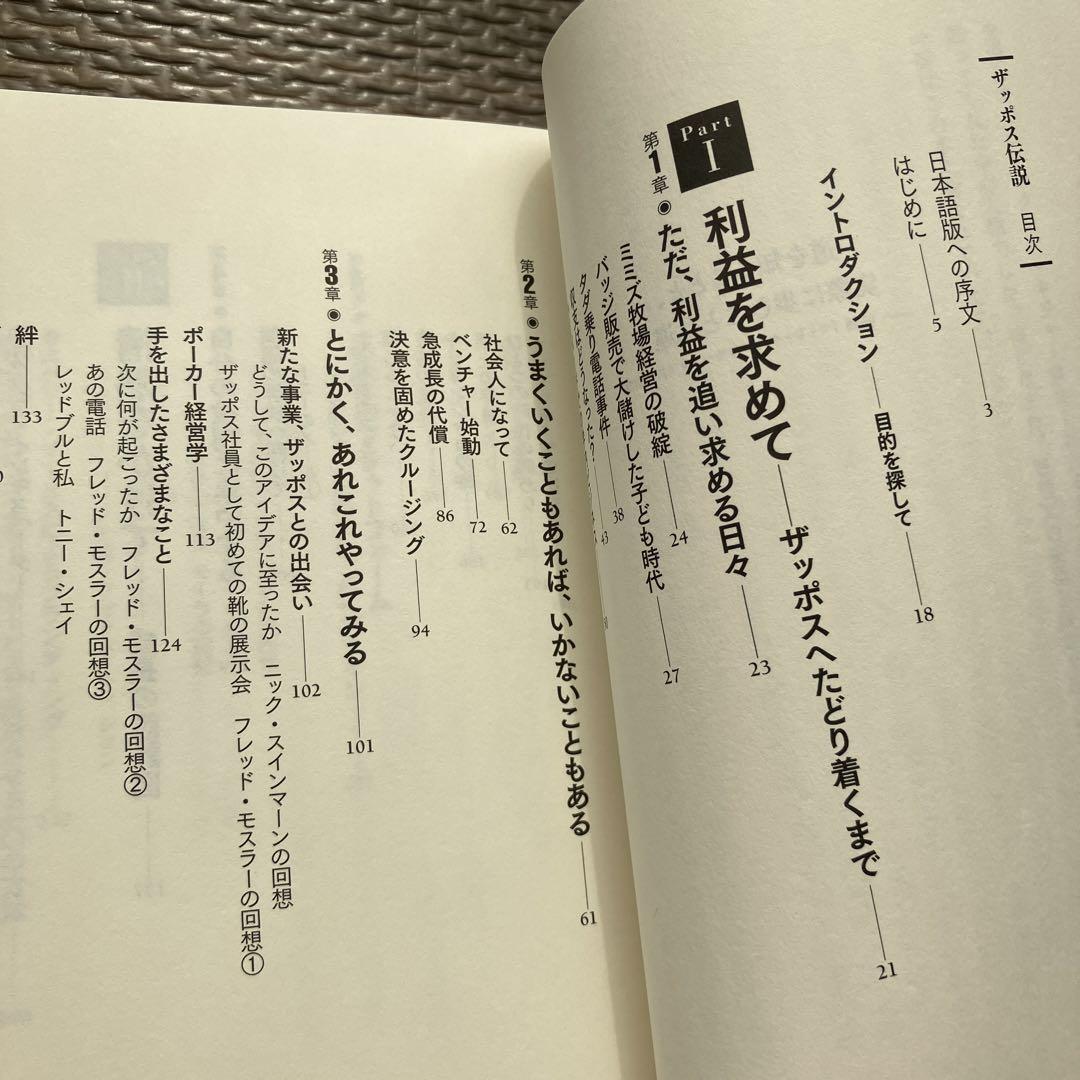 ザッポス伝説 目次
日本語版への序文 3
はじめに 5
イントロダクション 目的を探して 18
Part I 利益を求めて ザッポスへたどり着くまで 21
第1章 ◉ ただ、利益を追い求める日々 23
ミミズ牧場経営の破綻 24
バッジ販売で大儲けした子ども時代 27
タダ乗り電話事件 38
43
第2章 ◉ うまくいくこともあれば、いかないこともある 61
社会人になって 62
ベンチャー始動 72
急成長の代償 86
決意を固めたクルージング 94
第3章 ◉ とにかく、あれこれやってみる 101
新たな事業、ザッポスとの出会い 102
どうして、このアイデアに至ったか ニック・スインマーンの回想
ザッポス社員として初めての靴の展示会 フレッド・モスラーの回想①
ポーカー経営学 113
手を出したさまざまなこと 124
次に何が起こったか フレッド・モスラーの回想②
あの電話 フレッド・モスラーの回想③
レッドブルと私 トニー・シェイ
絆 133